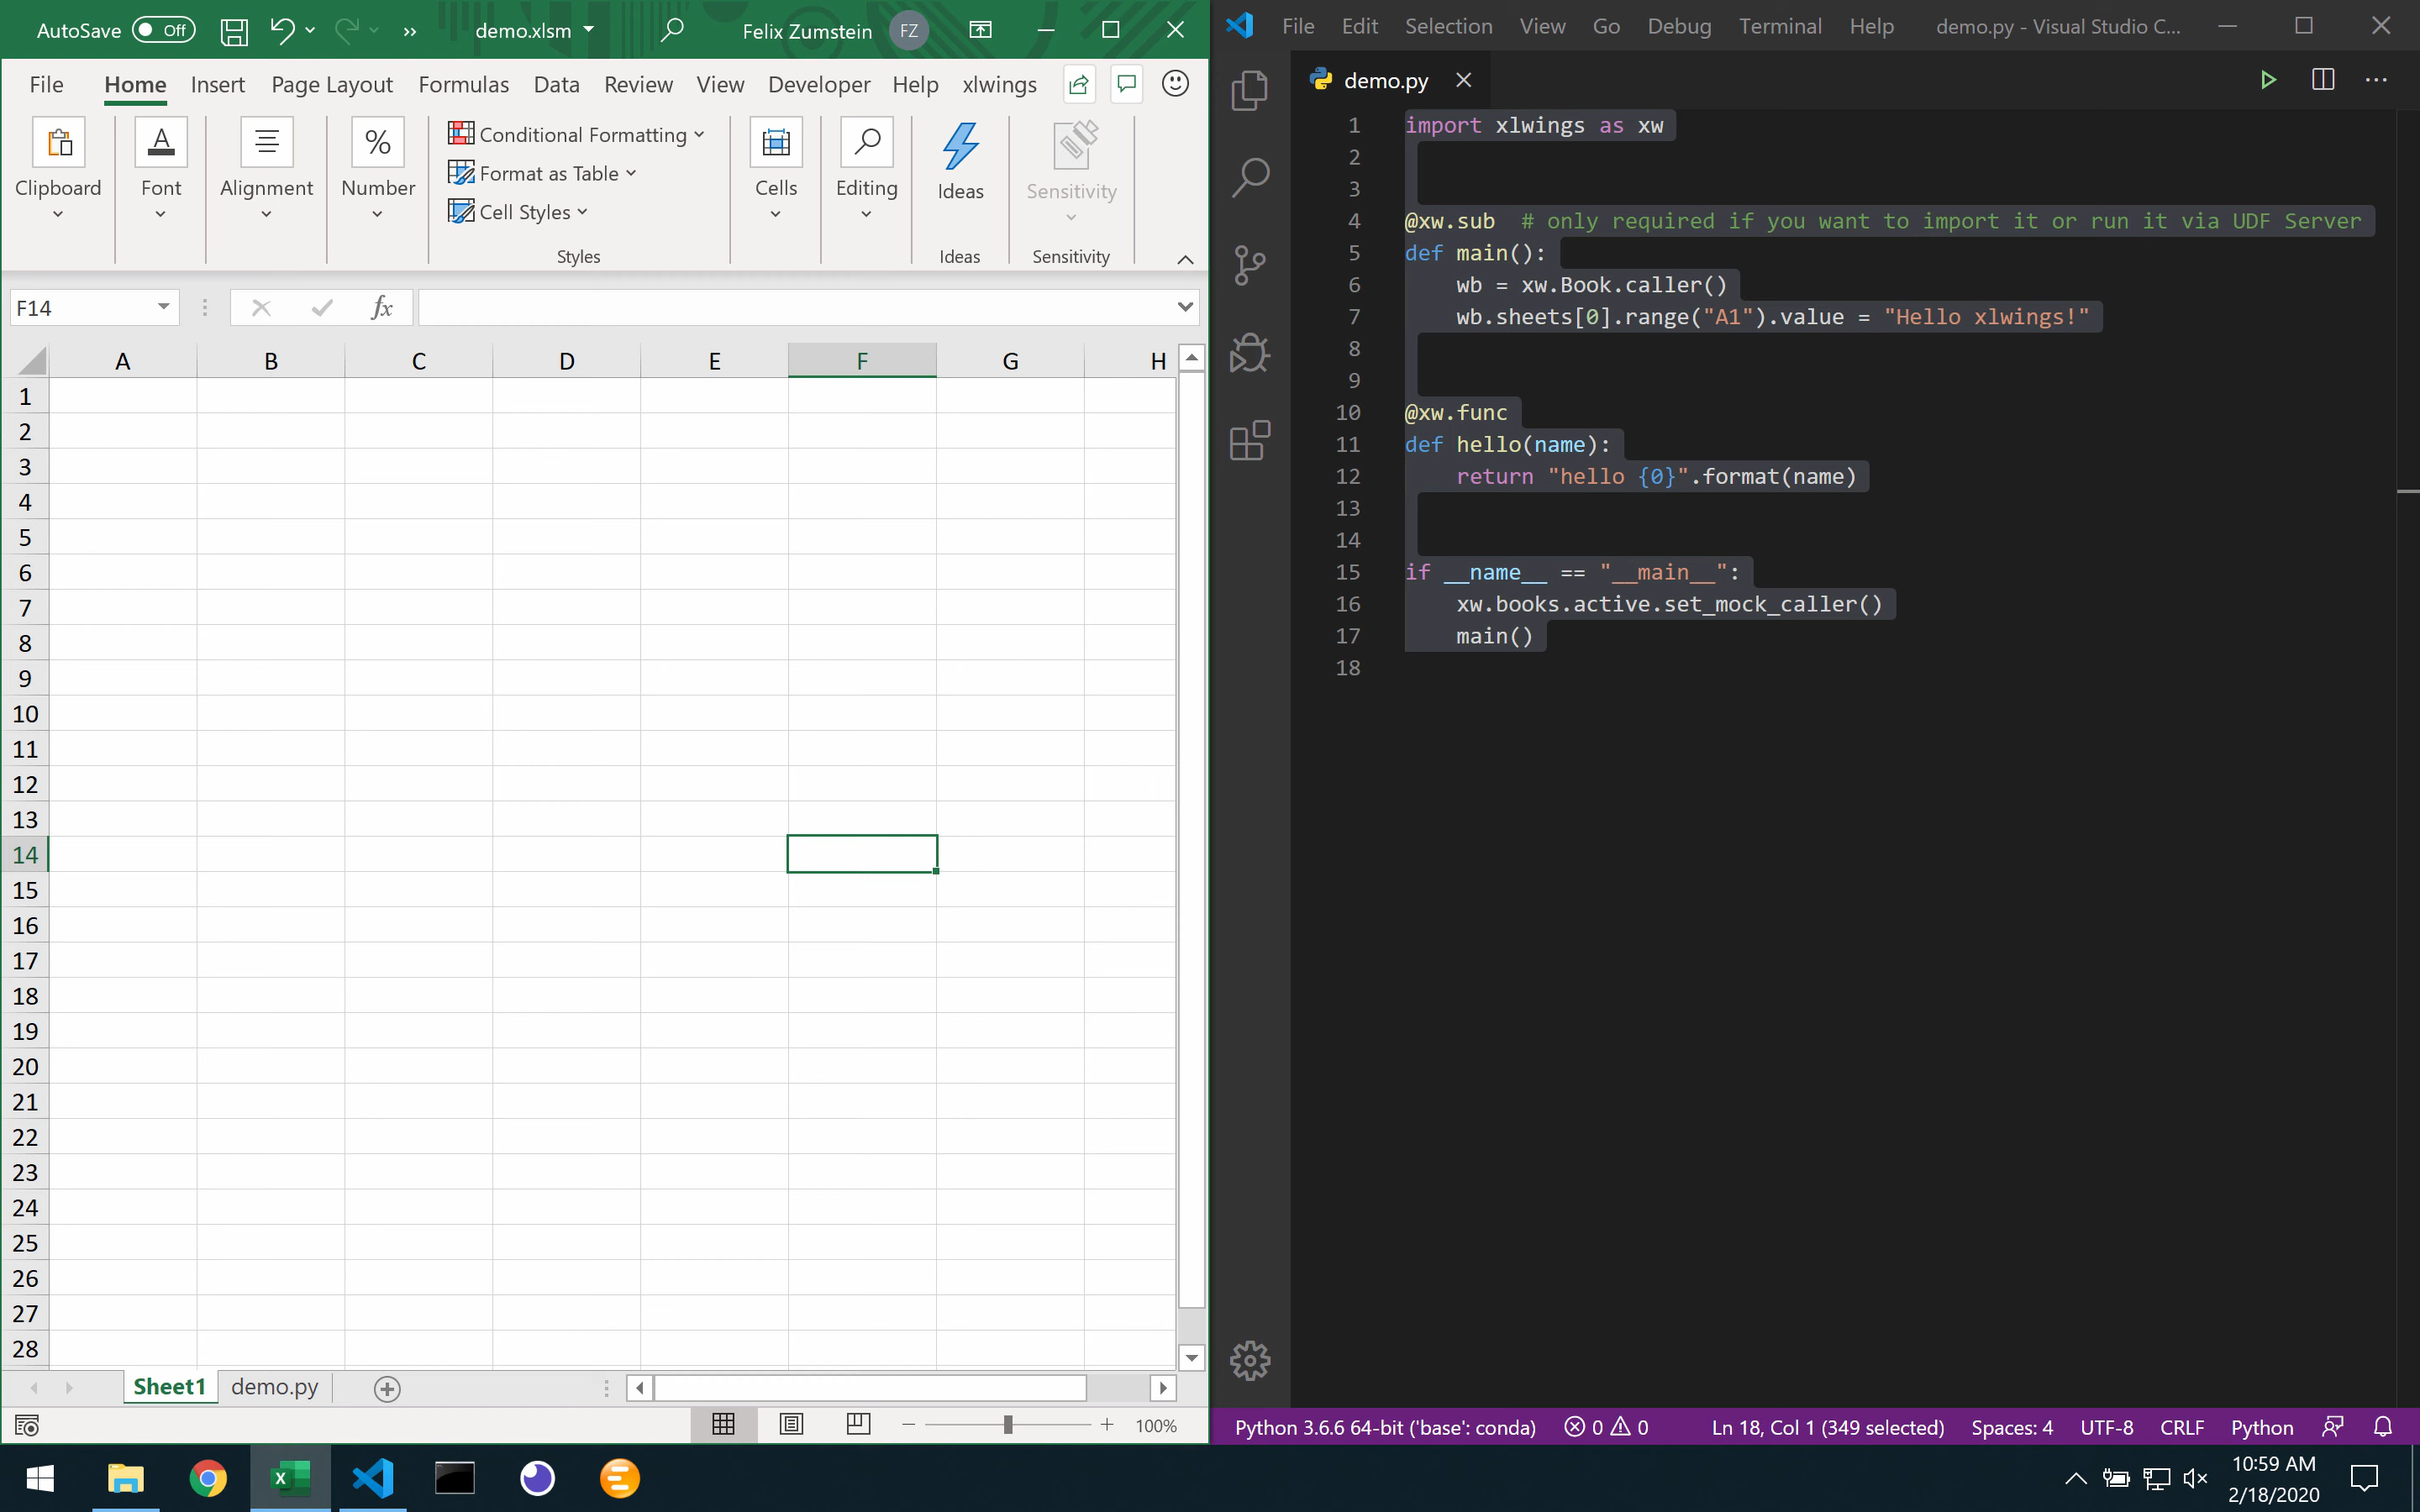 AutoSave Off demo.xlsm Felix Zumstein FZ
File Home Insert Page Layout Formulas Data Review View Developer Help xlwings
Clipboard Font Alignment Number
Conditional Formatting
Format as Table
Cell Styles
Styles
Cells Editing
Ideas
Ideas
Sensitivity
Sensitivity
F14 fx
A B C D E F G H
1
2
3
4
5
6
7
8
9
10
11
12
13
14
15
16
17
18
19
20
21
22
23
24
25
26
27
28
Sheet1 demo.py
100%
File Edit Selection View Go Debug Terminal Help demo.py - Visual Studio C...
demo.py
1 import xlwings as xw
2
3
4 @xw.sub # only required if you want to import it or run it via UDF Server
5 def main():
6 wb = xw.Book.caller()
7 wb.sheets[0].range("A1").value = "Hello xlwings!"
8
9
10 @xw.func
11 def hello(name):
12 return "hello {0}".format(name)
13
14
15 if __name__ == "__main__":
16 xw.books.active.set_mock_caller()
17 main()
18
Python 3.6.6 64-bit ('base': conda) 0 0 Ln 18, Col 1 (349 selected) Spaces: 4 UTF-8 CRLF Python
10:59 AM
2/18/2020